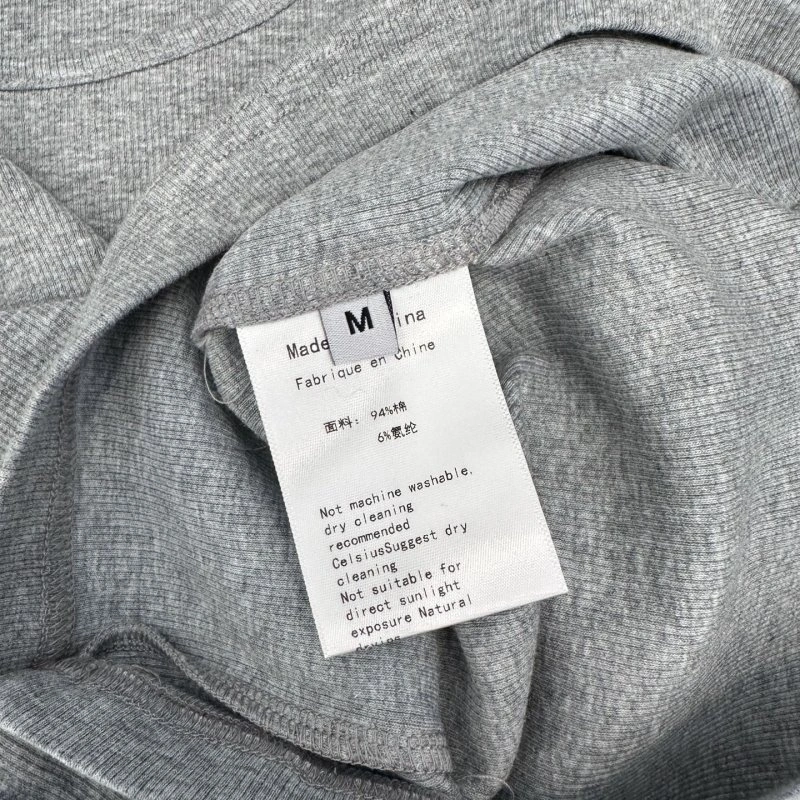 M
Made ina
Fabrique en Chine
面料: 94%棉
6%氨纶
Not machine washable,
dry cleaning
recommended
CelsiusSuggest dry
cleaning
Not suitable for
direct sunlight
exposure Natural